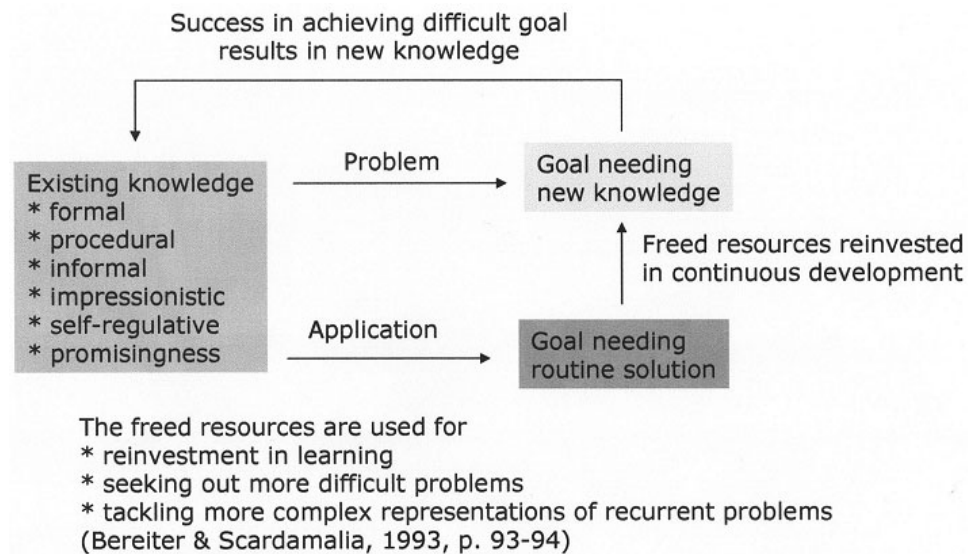 Success in achieving difficult goal
results in new knowledge
Problem
Goal needing
new knowledge
Existing knowledge
* formal
* procedural
* informal
* impressionistic
* self-regulative
* promisingness
Freed resources reinvested
in continuous development
Application
Goal needing
routine solution
The freed resources are used for
* reinvestment in learning
* seeking out more difficult problems
* tackling more complex representations of recurrent problems
(Bereiter & Scardamalia, 1993, p. 93-94)